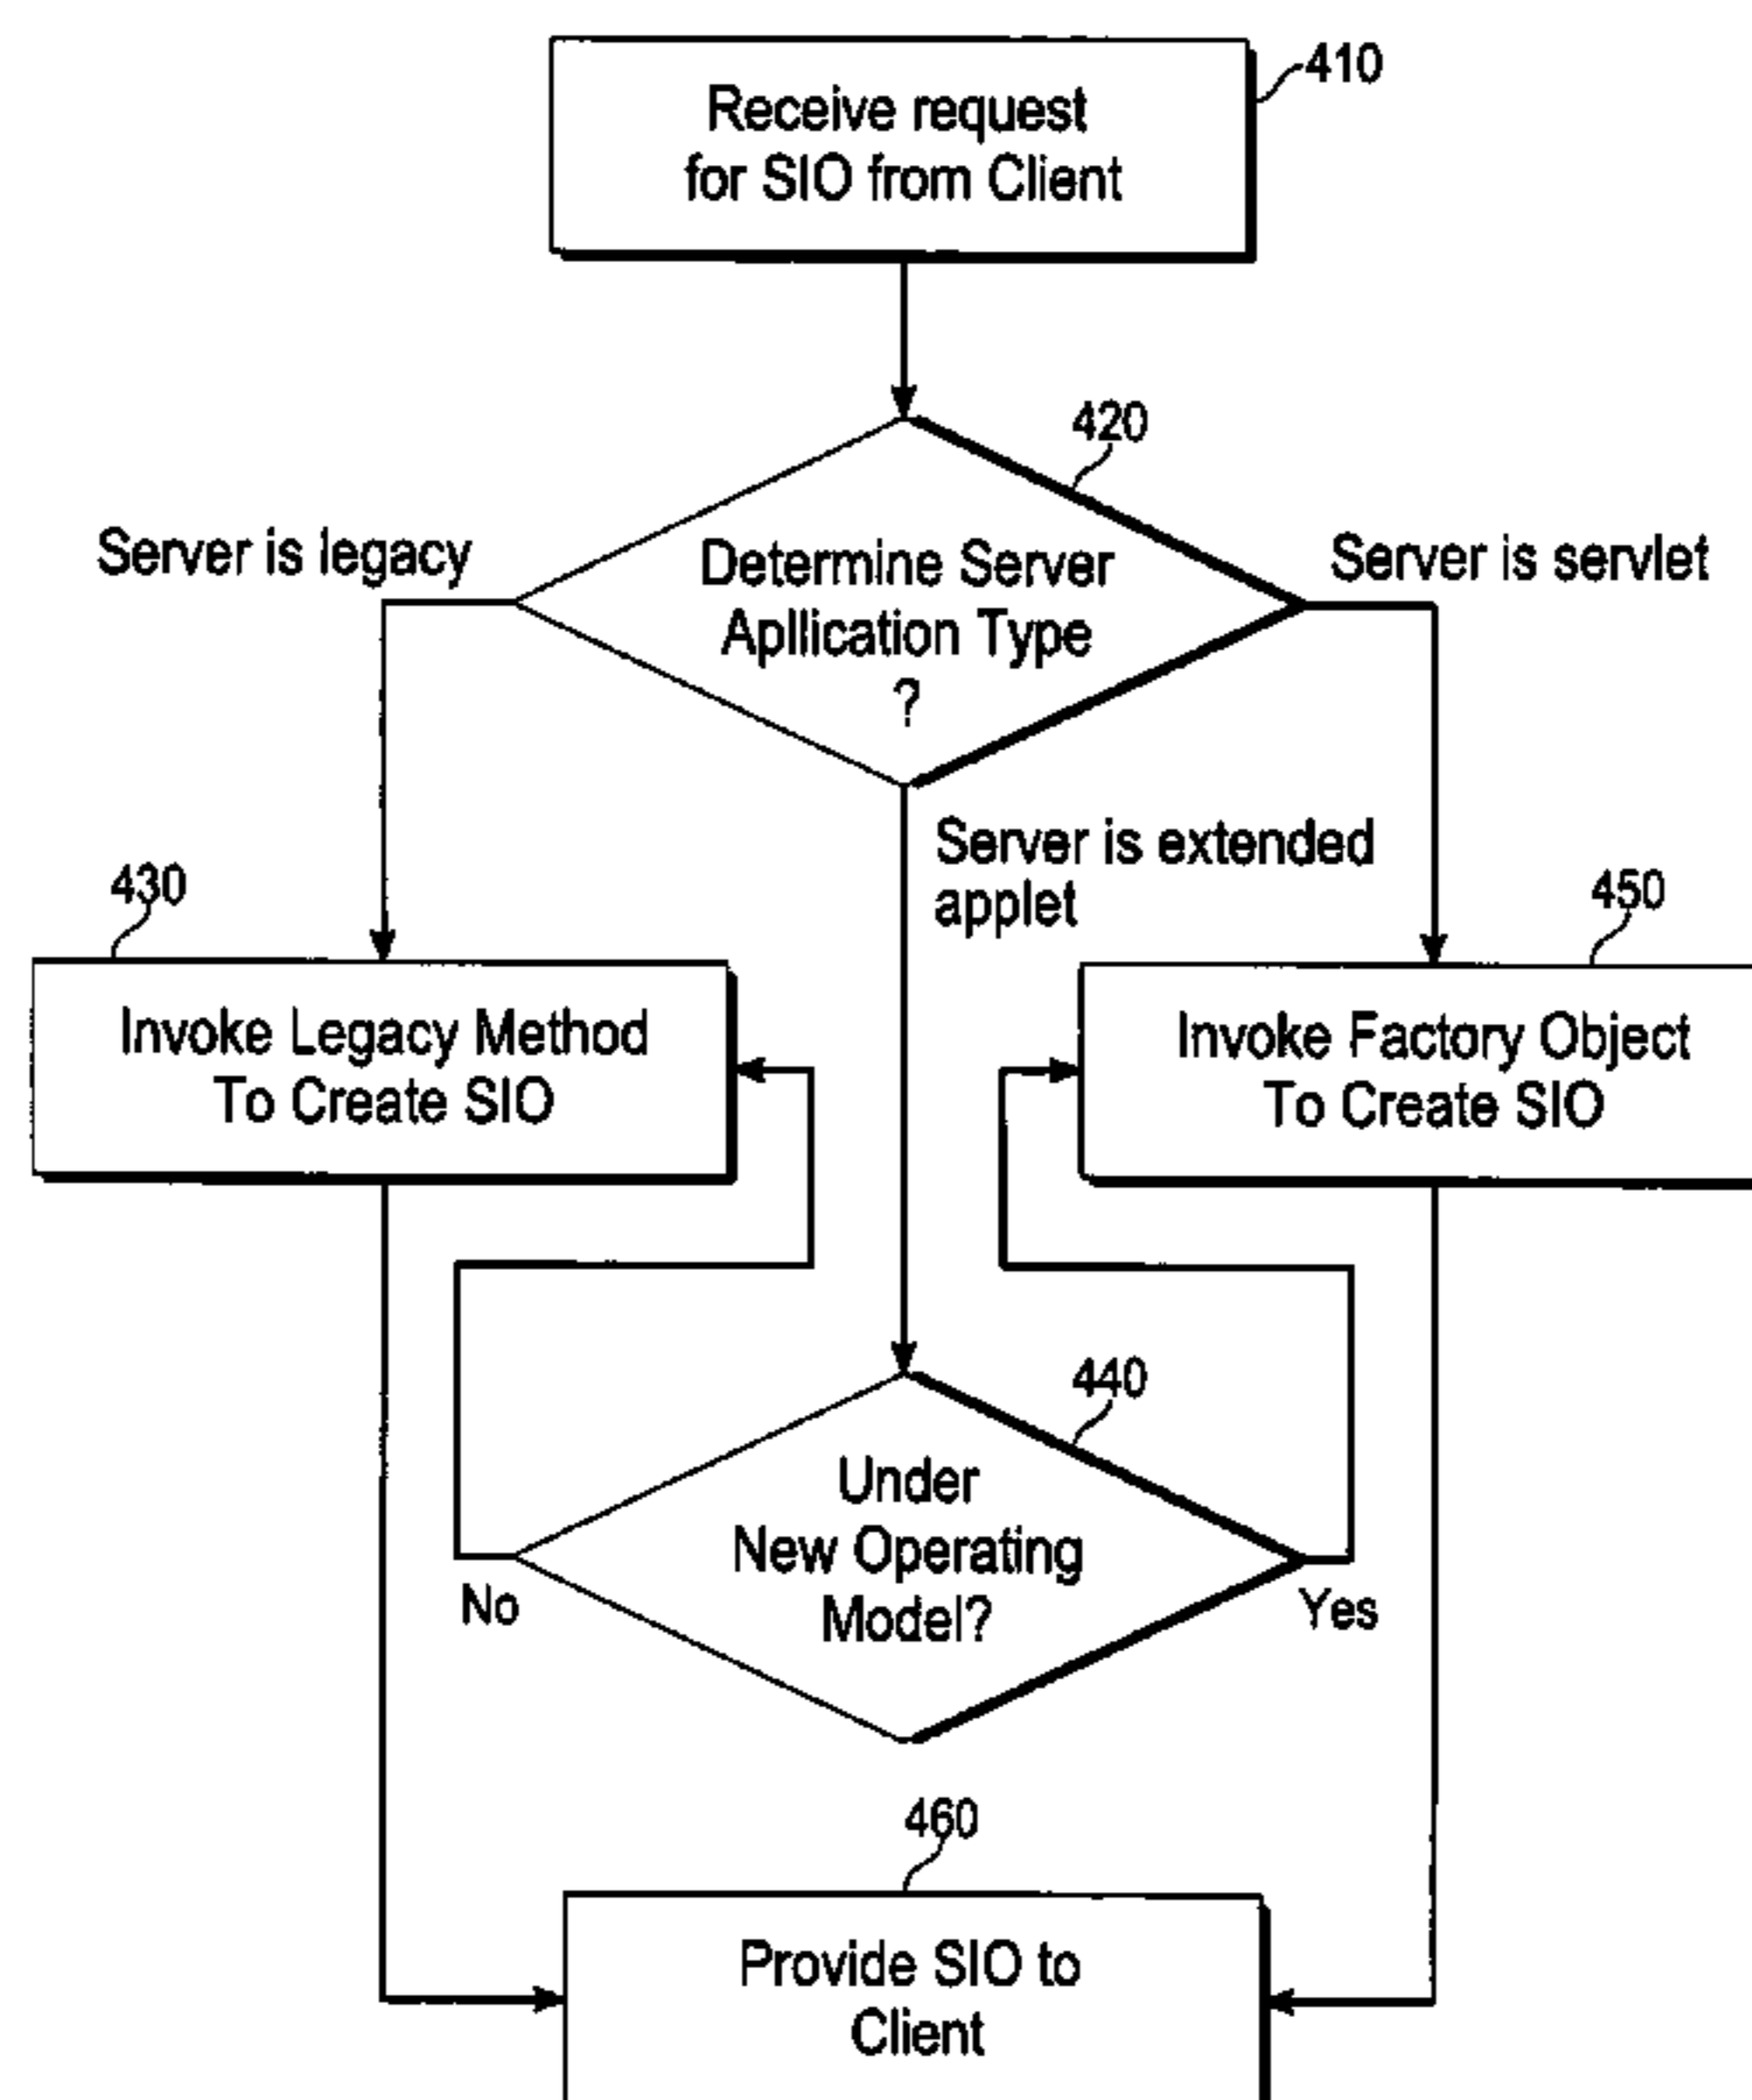 410
Receive request
for SIO from Client
420
Server is legacy
Determine Server
Apllication Type
?
Server is servlet
Server is extended
applet
430
450
Invoke Legacy Method
To Create SIO
Invoke Factory Object
To Create SIO
440
Under
New Operating
Model?
No
Yes
460
Provide SIO to
Client